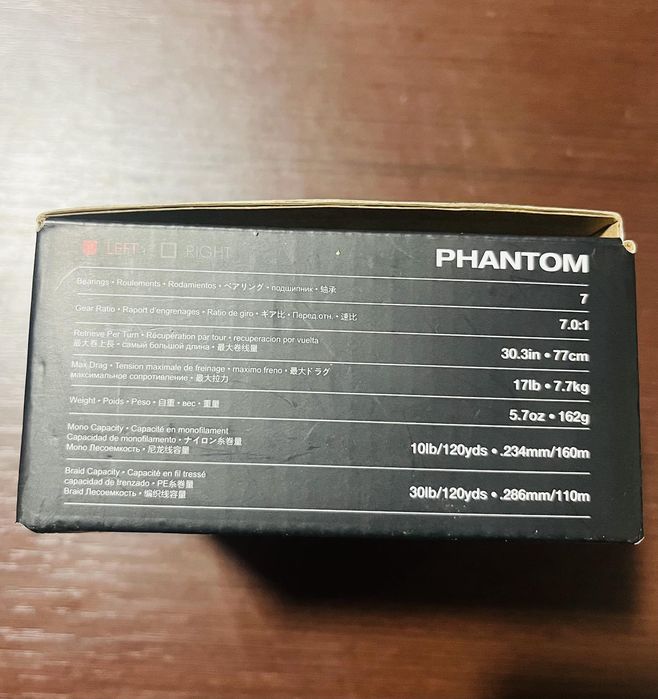 LEFT RIGHT
PHANTOM
Bearings • Roulements • Rodamientos • ベアリング • подшипник • 轴承 7
Gear Ratio • Raport d'engrenages • Ratio de giro • ギア比 • Перед.отн. • 速比 7.0:1
Retrieve Per Turn • Récupération par tour • recuperacion por vuelta
最大巻上長 • самый большой длина • 最大卷线量 30.3in • 77cm
Max Drag • Tension maximale de freinage • maximo freno • 最大ドラグ
максимальное сопротивление • 最大拉力 17lb • 7.7kg
Weight • Poids • Peso • 自重 • вес • 重量 5.7oz • 162g
Mono Capacity • Capacité en monofilament
Capacidad de monofilamento • ナイロン糸巻量
Mono Лесоемкость • 尼龙线容量 10lb/120yds • .234mm/160m
Braid Capacity • Capacité en fil tressé
capacidad de trenzado • PE糸巻量
Braid Лесоемкость • 编织线容量 30lb/120yds • .286mm/110m